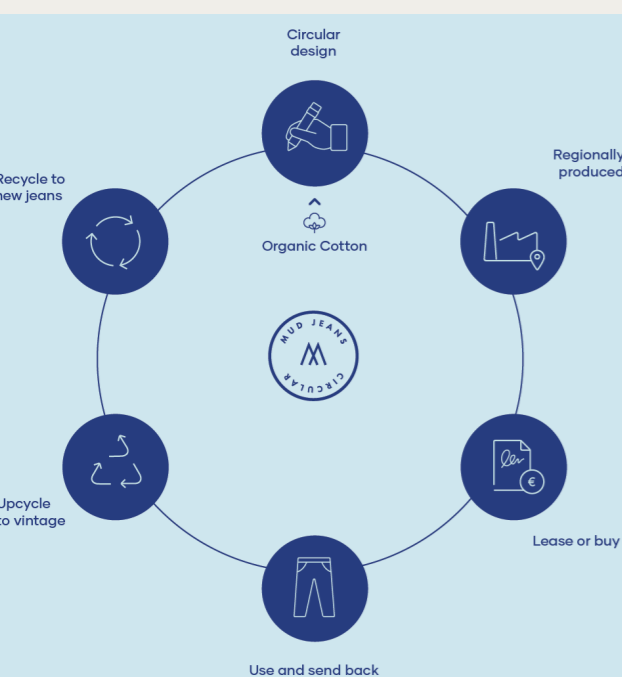 Circular
design
Regionally
produced
Recycle to
new jeans
Organic Cotton
MUD JEANS
CIRCULAR
€
Upcycle
to vintage
Lease or buy
Use and send back